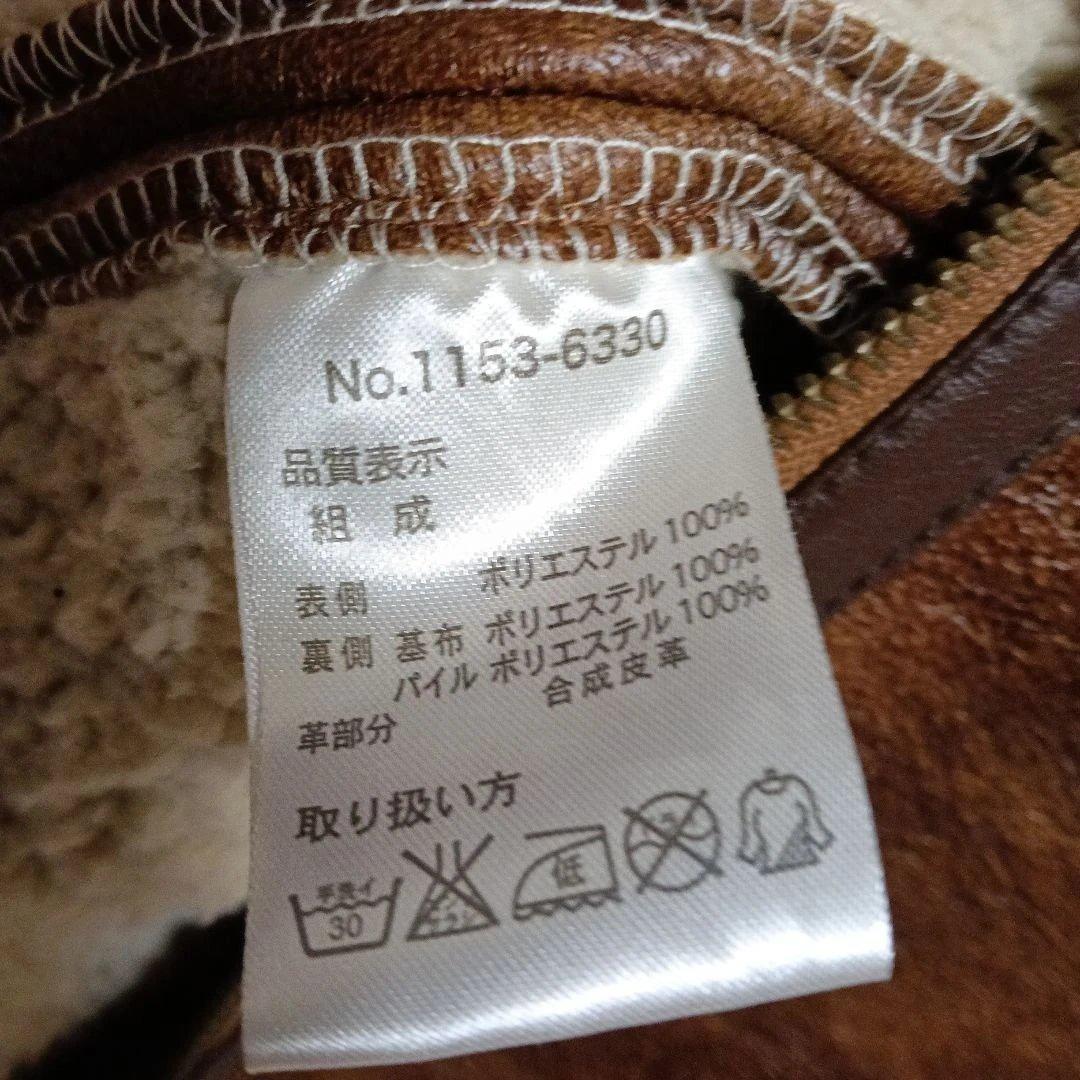 No.1153-6330
品質表示
組 成
表側 ポリエステル 100%
裏側 基布 ポリエステル 100%
パイル ポリエステル 100%
革部分 合成皮革
取り扱い方
手洗イ
30
低